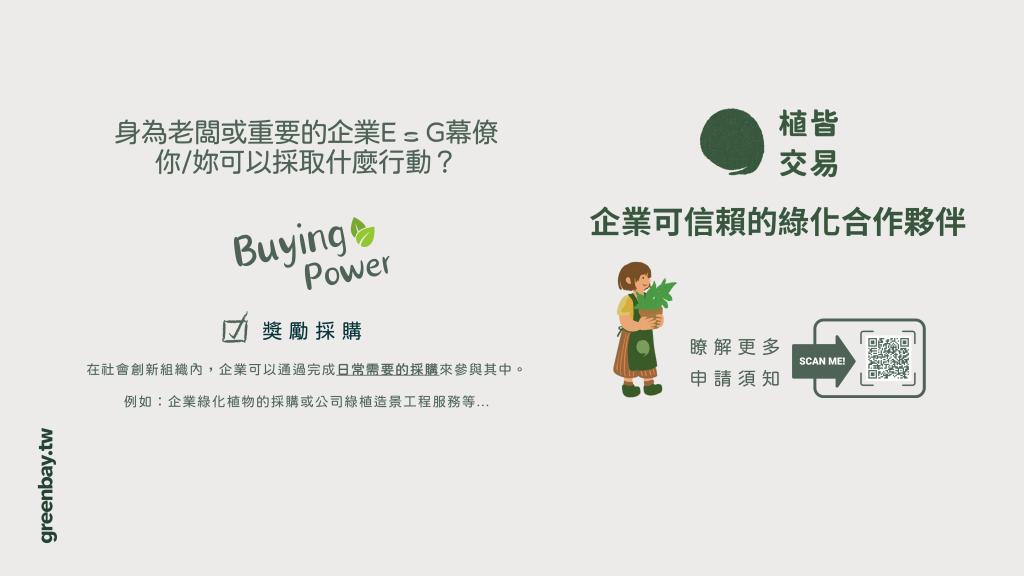 身為老闆或重要的企業E = G幕僚
你/妳可以採取什麼行動？
Buying
Power
獎勵採購
在社會創新組織內，企業可以通過完成日常需要的採購來參與其中。
例如：企業綠化植物的採購或公司綠植造景工程服務等...
greenbay.tw
植皆
交易
企業可信賴的綠化合作夥伴
瞭解更多
申請須知
SCAN ME!